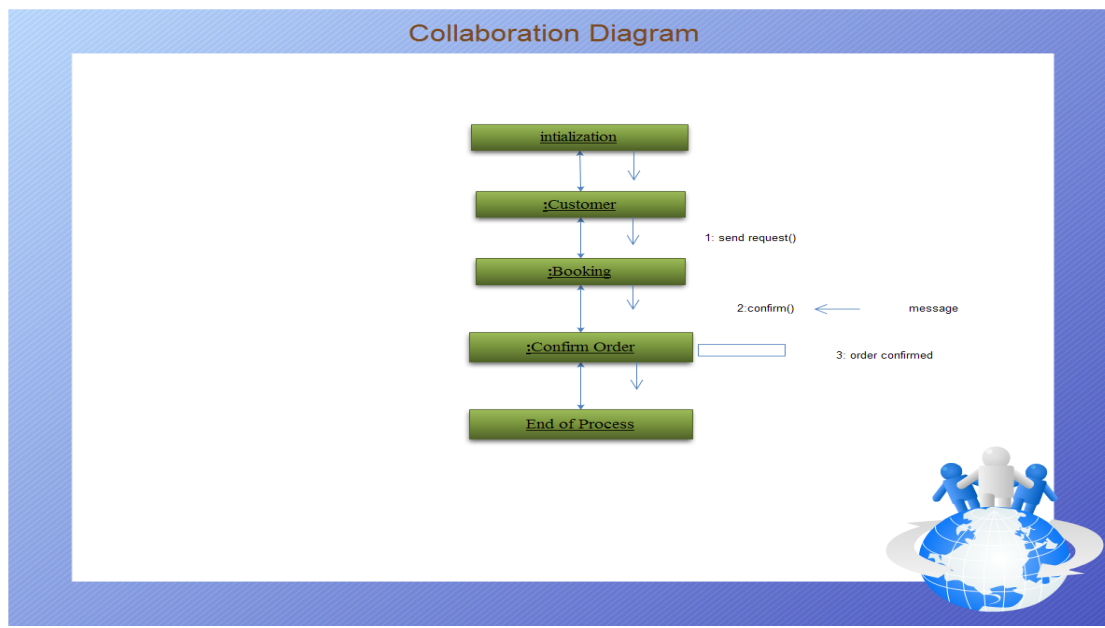 Collaboration Diagram
intialization
:Customer
1: send request()
:Booking
2:confirm()
message
:Confirm Order
3: order confirmed
End of Process